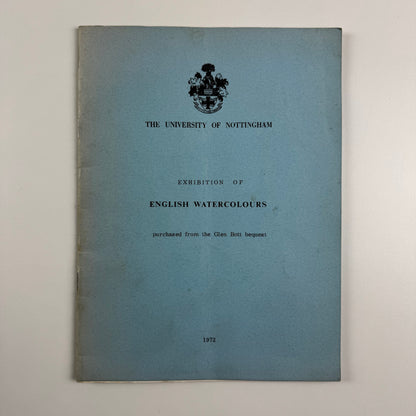 THE UNIVERSITY OF NOTTINGHAM
EXHIBITION OF
ENGLISH WATERCOLOURS
purchased from the Glen Bott bequest
1972